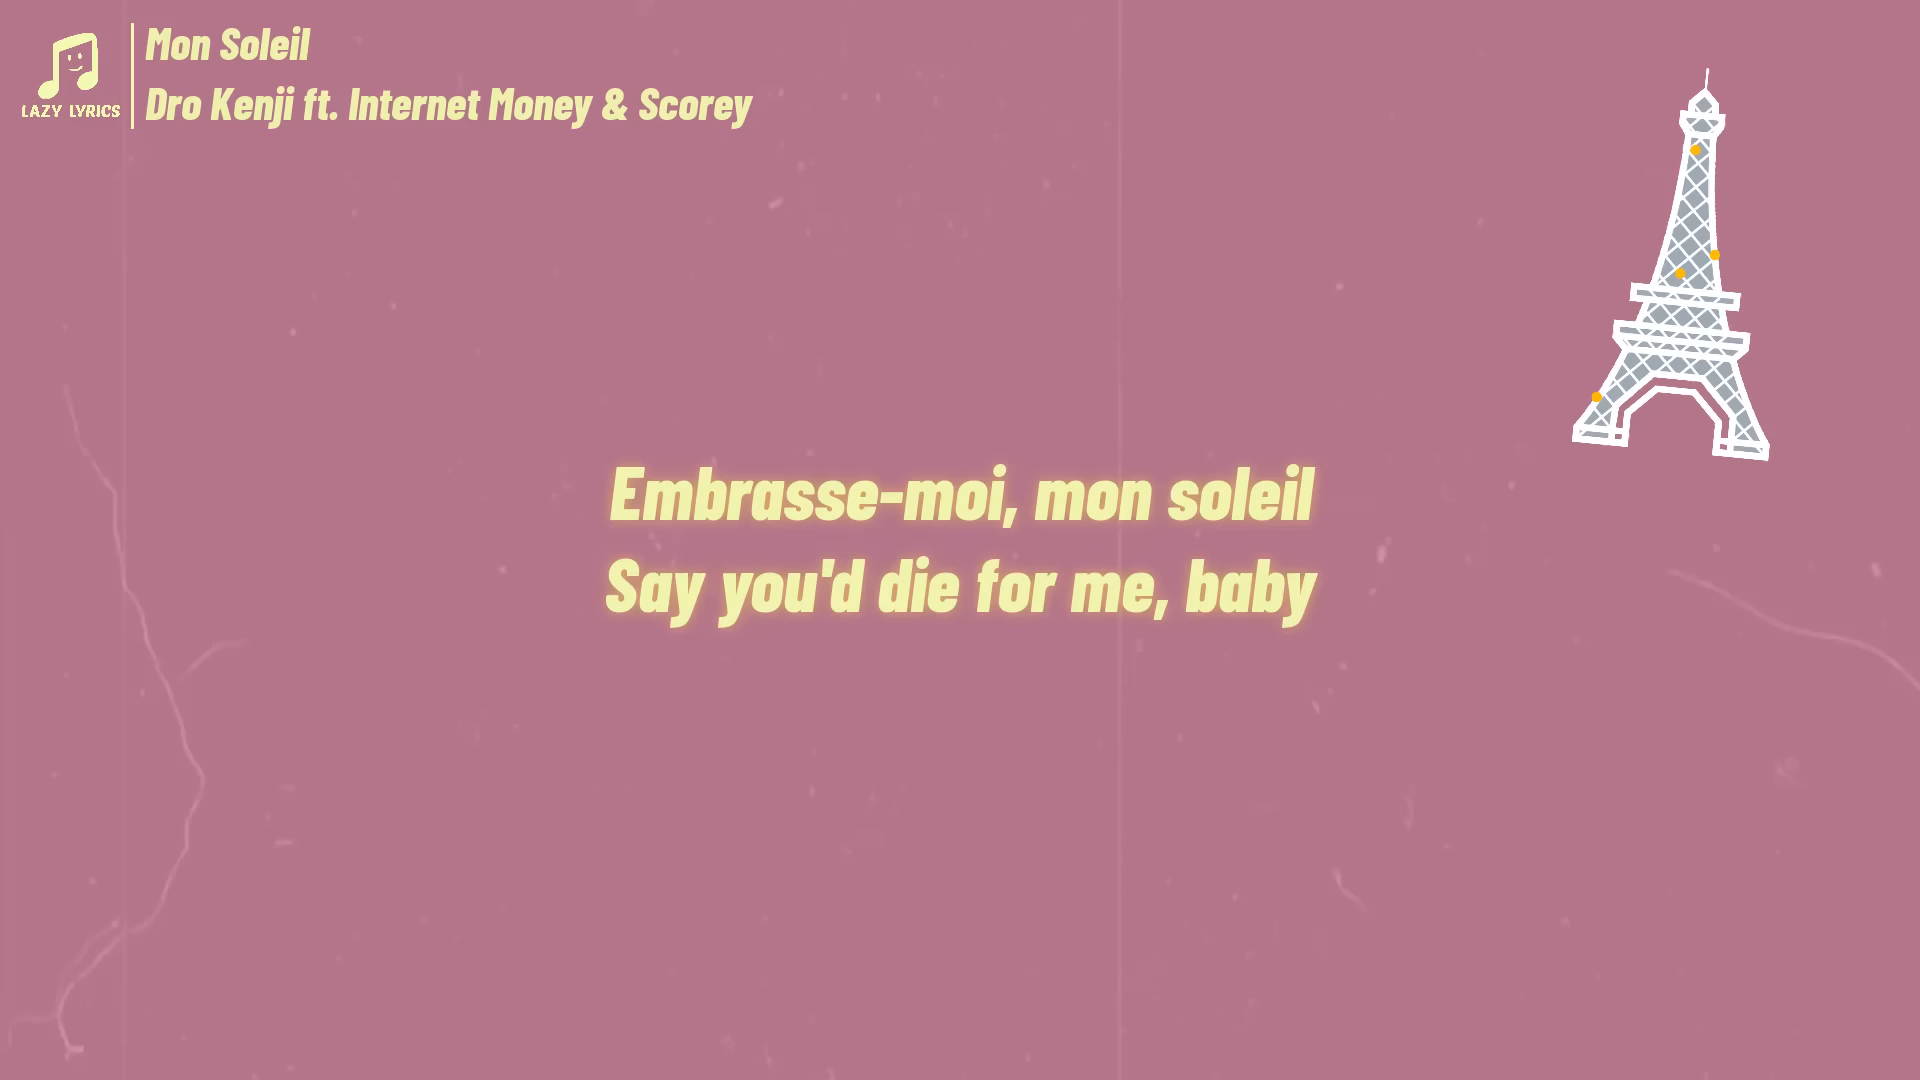 LAZY LYRICS
Mon Soleil
Dro Kenji ft. Internet Money & Scorey
Embrasse-moi, mon soleil
Say you'd die for me, baby